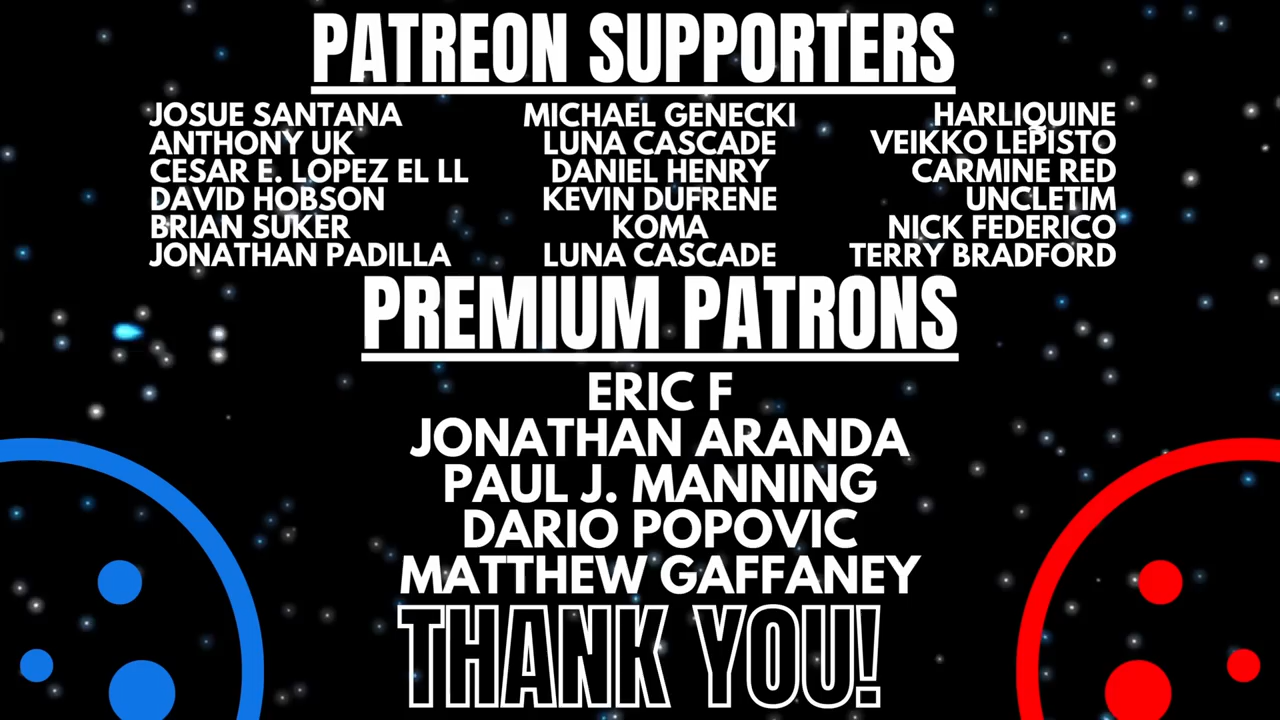 PATREON SUPPORTERS
JOSUE SANTANA
ANTHONY UK
CESAR E. LOPEZ EL LL
DAVID HOBSON
BRIAN SUKER
JONATHAN PADILLA
MICHAEL GENECKI
LUNA CASCADE
DANIEL HENRY
KEVIN DUFRENE
KOMA
LUNA CASCADE
HARLIQUINE
VEIKKO LEPISTO
CARMINE RED
UNCLETIM
NICK FEDERICO
TERRY BRADFORD
PREMIUM PATRONS
ERIC F
JONATHAN ARANDA
PAUL J. MANNING
DARIO POPOVIC
MATTHEW GAFFANEY
THANK YOU!